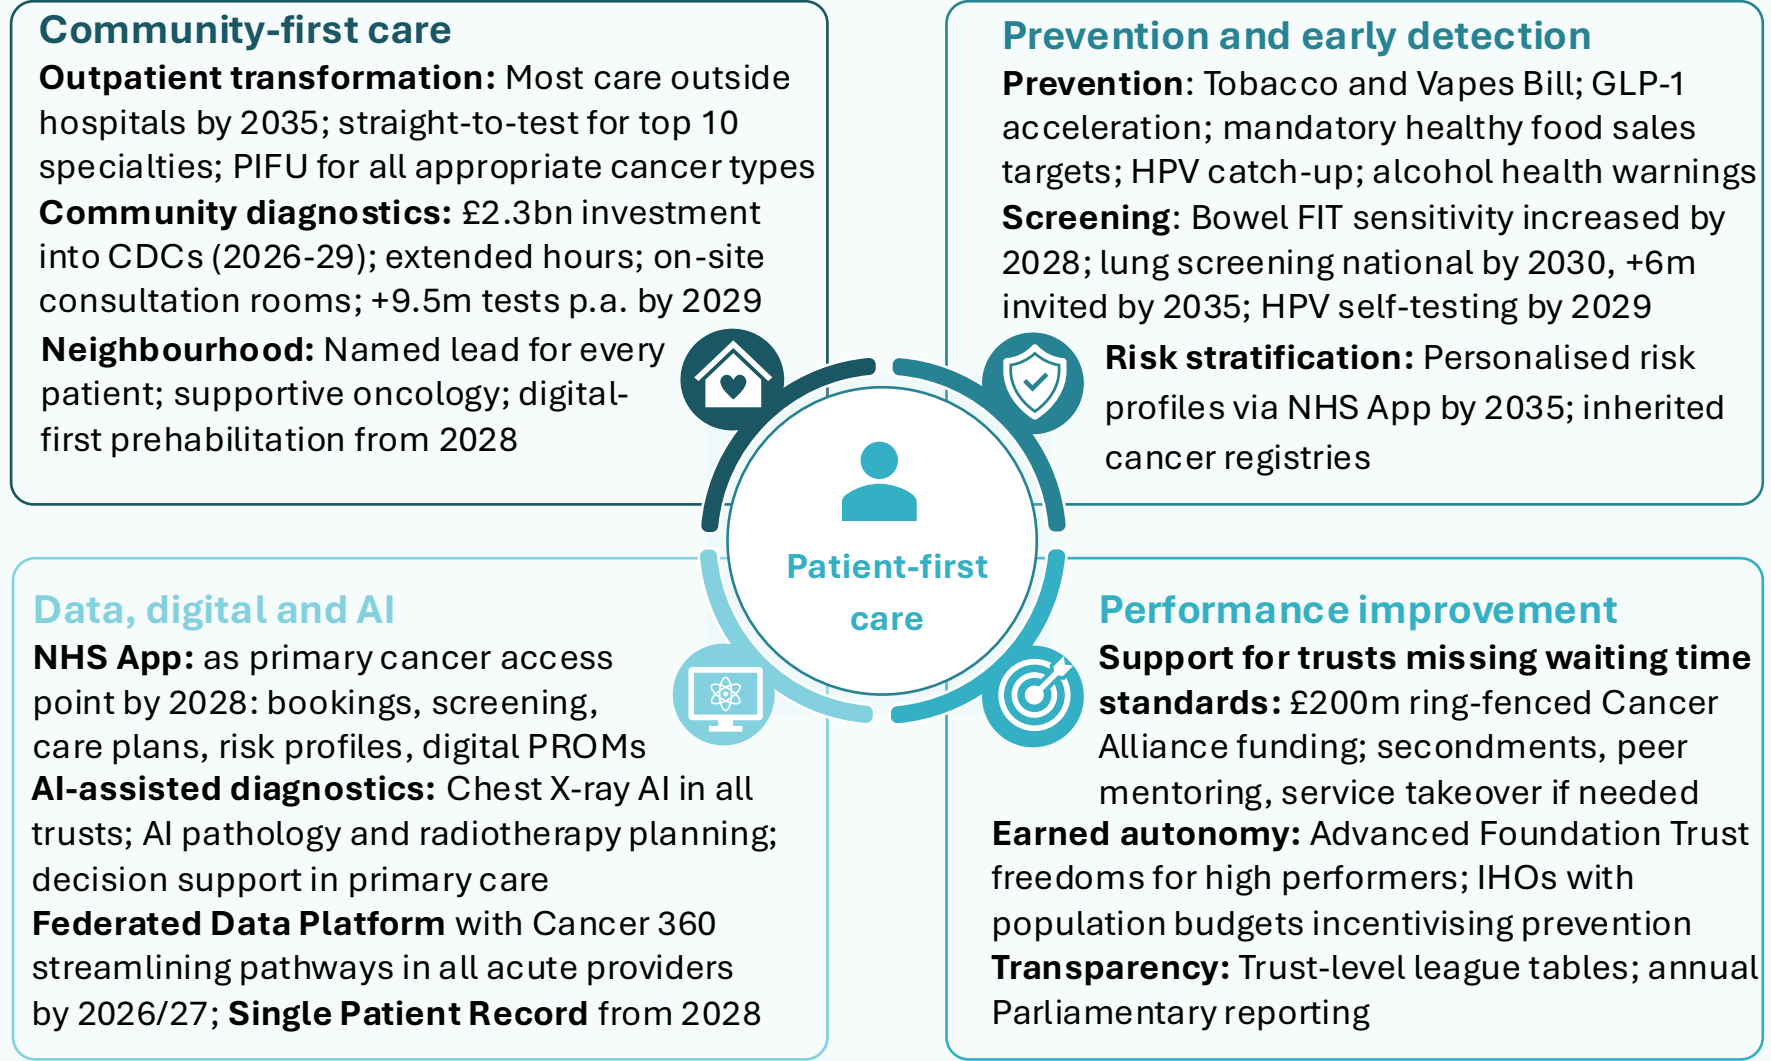 Community-first care
Outpatient transformation: Most care outside
hospitals by 2035; straight-to-test for top 10
specialties; PIFU for all appropriate cancer types
Community diagnostics: £2.3bn investment
into CDCs (2026-29); extended hours; on-site
consultation rooms; +9.5m tests p.a. by 2029
Neighbourhood: Named lead for every
patient; supportive oncology; digital-
first prehabilitation from 2028
Prevention and early detection
Prevention: Tobacco and Vapes Bill; GLP-1
acceleration; mandatory healthy food sales
targets; HPV catch-up; alcohol health warnings
Screening: Bowel FIT sensitivity increased by
2028; lung screening national by 2030, +6m
invited by 2035; HPV self-testing by 2029
Risk stratification: Personalised risk
profiles via NHS App by 2035; inherited
cancer registries
Patient-first
care
Data, digital and AI
NHS App: as primary cancer access
point by 2028: bookings, screening,
care plans, risk profiles, digital PROMs
AI-assisted diagnostics: Chest X-ray AI in all
trusts; AI pathology and radiotherapy planning;
decision support in primary care
Federated Data Platform with Cancer 360
streamlining pathways in all acute providers
by 2026/27; Single Patient Record from 2028
Performance improvement
Support for trusts missing waiting time
standards: £200m ring-fenced Cancer
Alliance funding; secondments, peer
mentoring, service takeover if needed
Earned autonomy: Advanced Foundation Trust
freedoms for high performers; IHOs with
population budgets incentivising prevention
Transparency: Trust-level league tables; annual
Parliamentary reporting